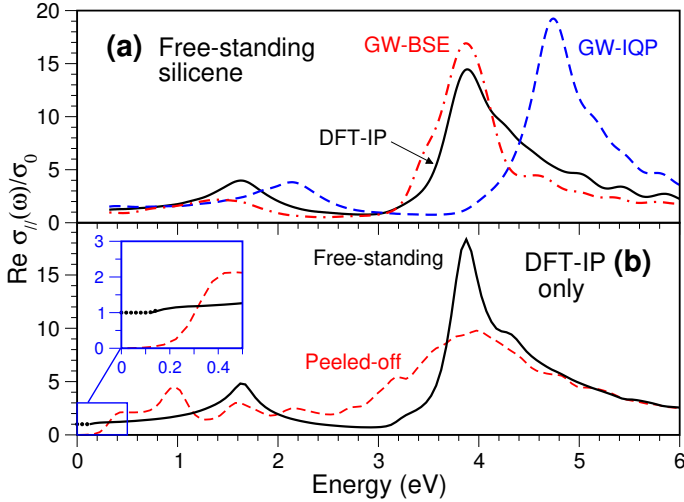 20
15
10
5
0
(a)
Free-standing
silicene
GW-BSE
GW-IQP
DFT-IP
Re σ//(ω)/σ0
3
2
1
0
0
0.2
0.4
15
10
5
0
Free-standing
Peeled-off
DFT-IP
only
(b)
0
1
2
3
4
5
6
Energy (eV)